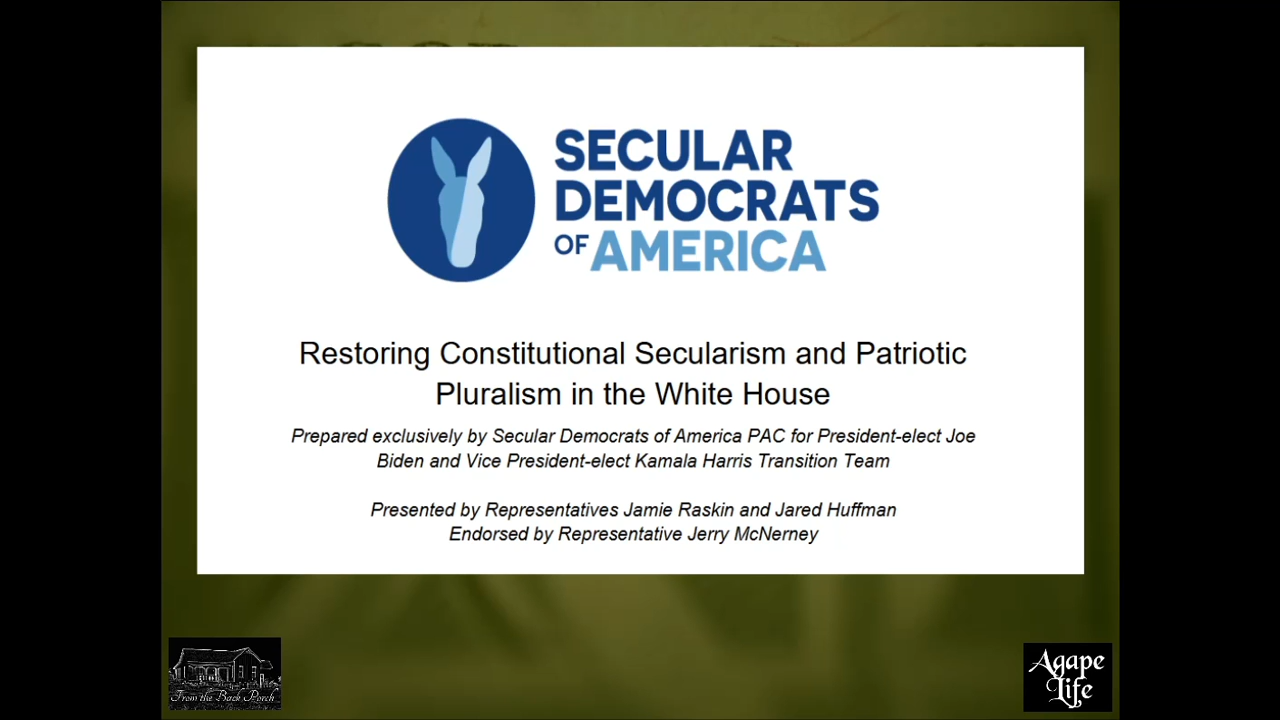 SECULAR
DEMOCRATS
OF AMERICA
Restoring Constitutional Secularism and Patriotic
Pluralism in the White House
Prepared exclusively by Secular Democrats of America PAC for President-elect Joe
Biden and Vice President-elect Kamala Harris Transition Team
Presented by Representatives Jamie Raskin and Jared Huffman
Endorsed by Representative Jerry McNerney
From the Back Porch
Agape
Life